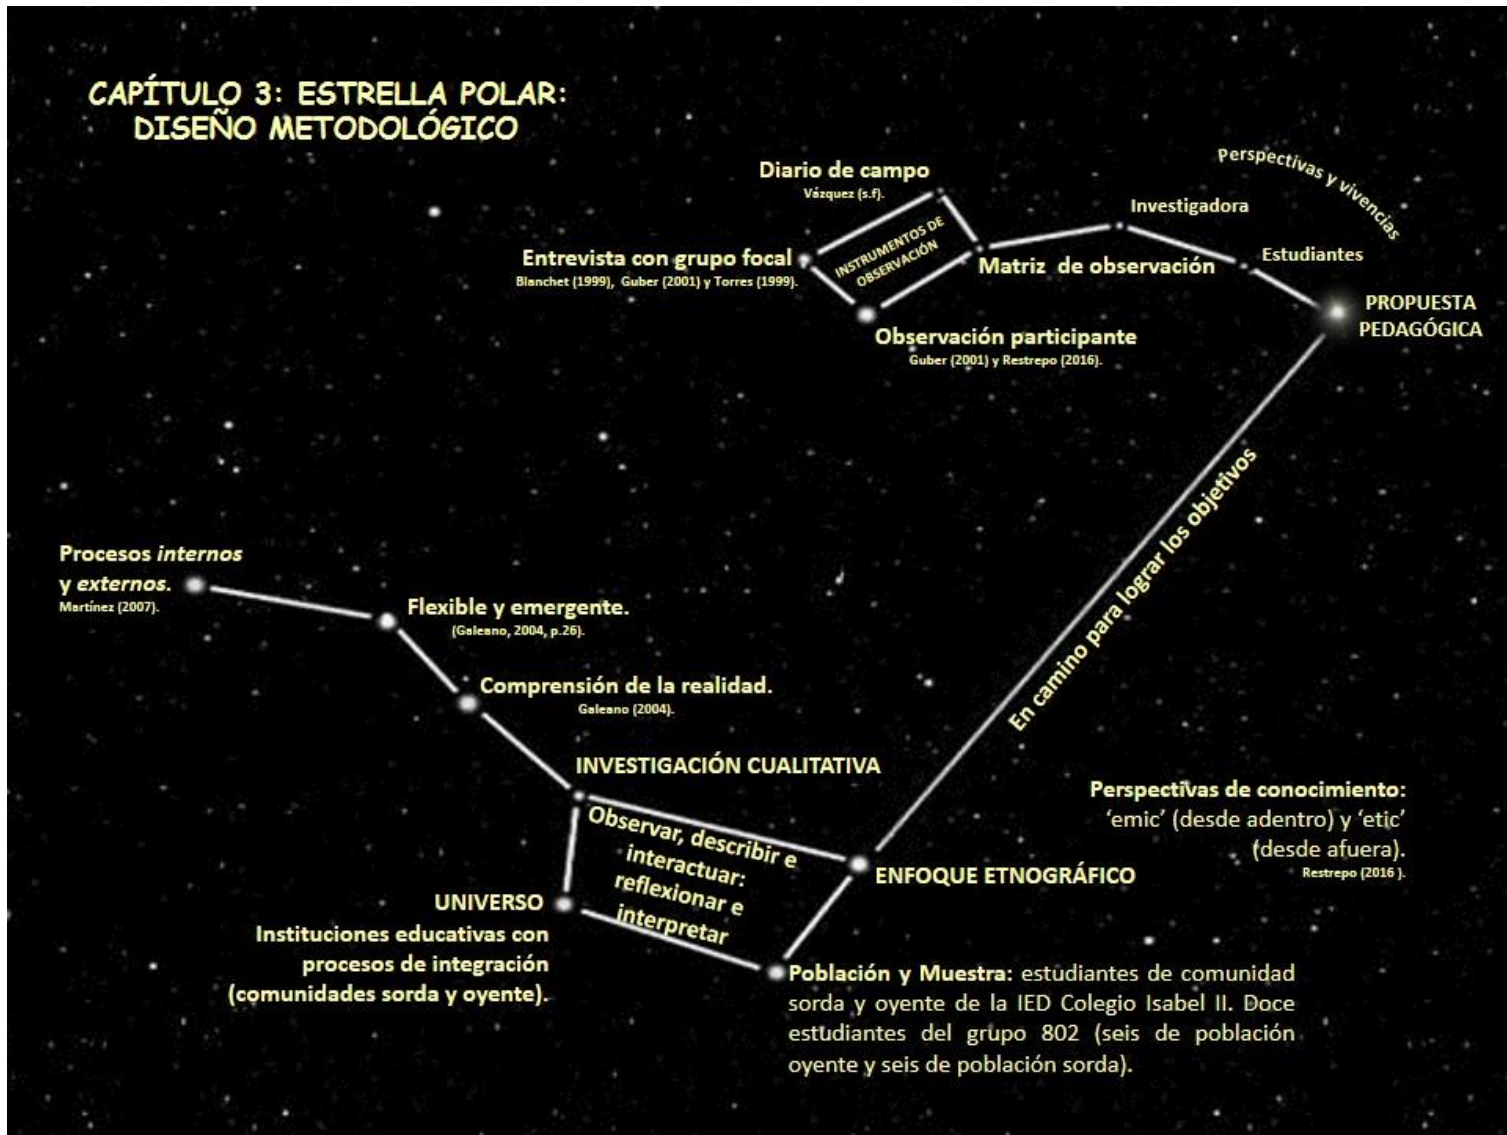 CAPÍTULO 3: ESTRELLA POLAR:
DISEÑO METODOLÓGICO
Perspectivas y vivencias
Diario de campo
Vázquez (s.f).
Investigadora
INSTRUMENTOS DE
OBSERVACIÓN
Entrevista con grupo focal
Blanchet (1999), Guber (2001) y Torres (1999).
Matriz de observación
Estudiantes
PROPUESTA
PEDAGÓGICA
Observación participante
Guber (2001) y Restrepo (2016).
En camino para lograr los objetivos
Procesos internos
y externos.
Martínez (2007).
Flexible y emergente.
(Galeano, 2004, p.26).
Comprensión de la realidad.
Galeano (2004).
INVESTIGACIÓN CUALITATIVA
Observar, describir e
interactuar:
reflexionar e
interpretar
Perspectivas de conocimiento:
‘emic’ (desde adentro) y ‘etic’
(desde afuera).
Restrepo (2016 ).
ENFOQUE ETNOGRÁFICO
UNIVERSO
Instituciones educativas con
procesos de integración
(comunidades sorda y oyente).
Población y Muestra: estudiantes de comunidad
sorda y oyente de la IED Colegio Isabel II. Doce
estudiantes del grupo 802 (seis de población
oyente y seis de población sorda).